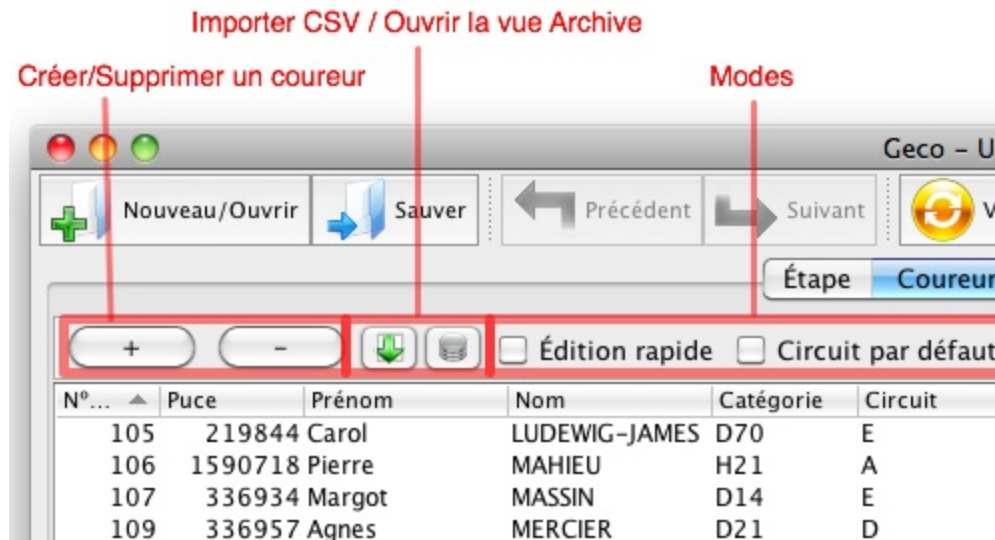 Importer CSV / Ouvrir la vue Archive
Créer/Supprimer un coureur
Modes
Geco – U
Nouveau/Ouvrir Sauver Précédent Suivant V
Étape Coureur
+ - Édition rapide Circuit par défaut
N°... Puce Prénom Nom Catégorie Circuit
105 219844 Carol LUDEWIG-JAMES D70 E
106 1590718 Pierre MAHIEU H21 A
107 336934 Margot MASSIN D14 E
109 336957 Agnes MERCIER D21 D